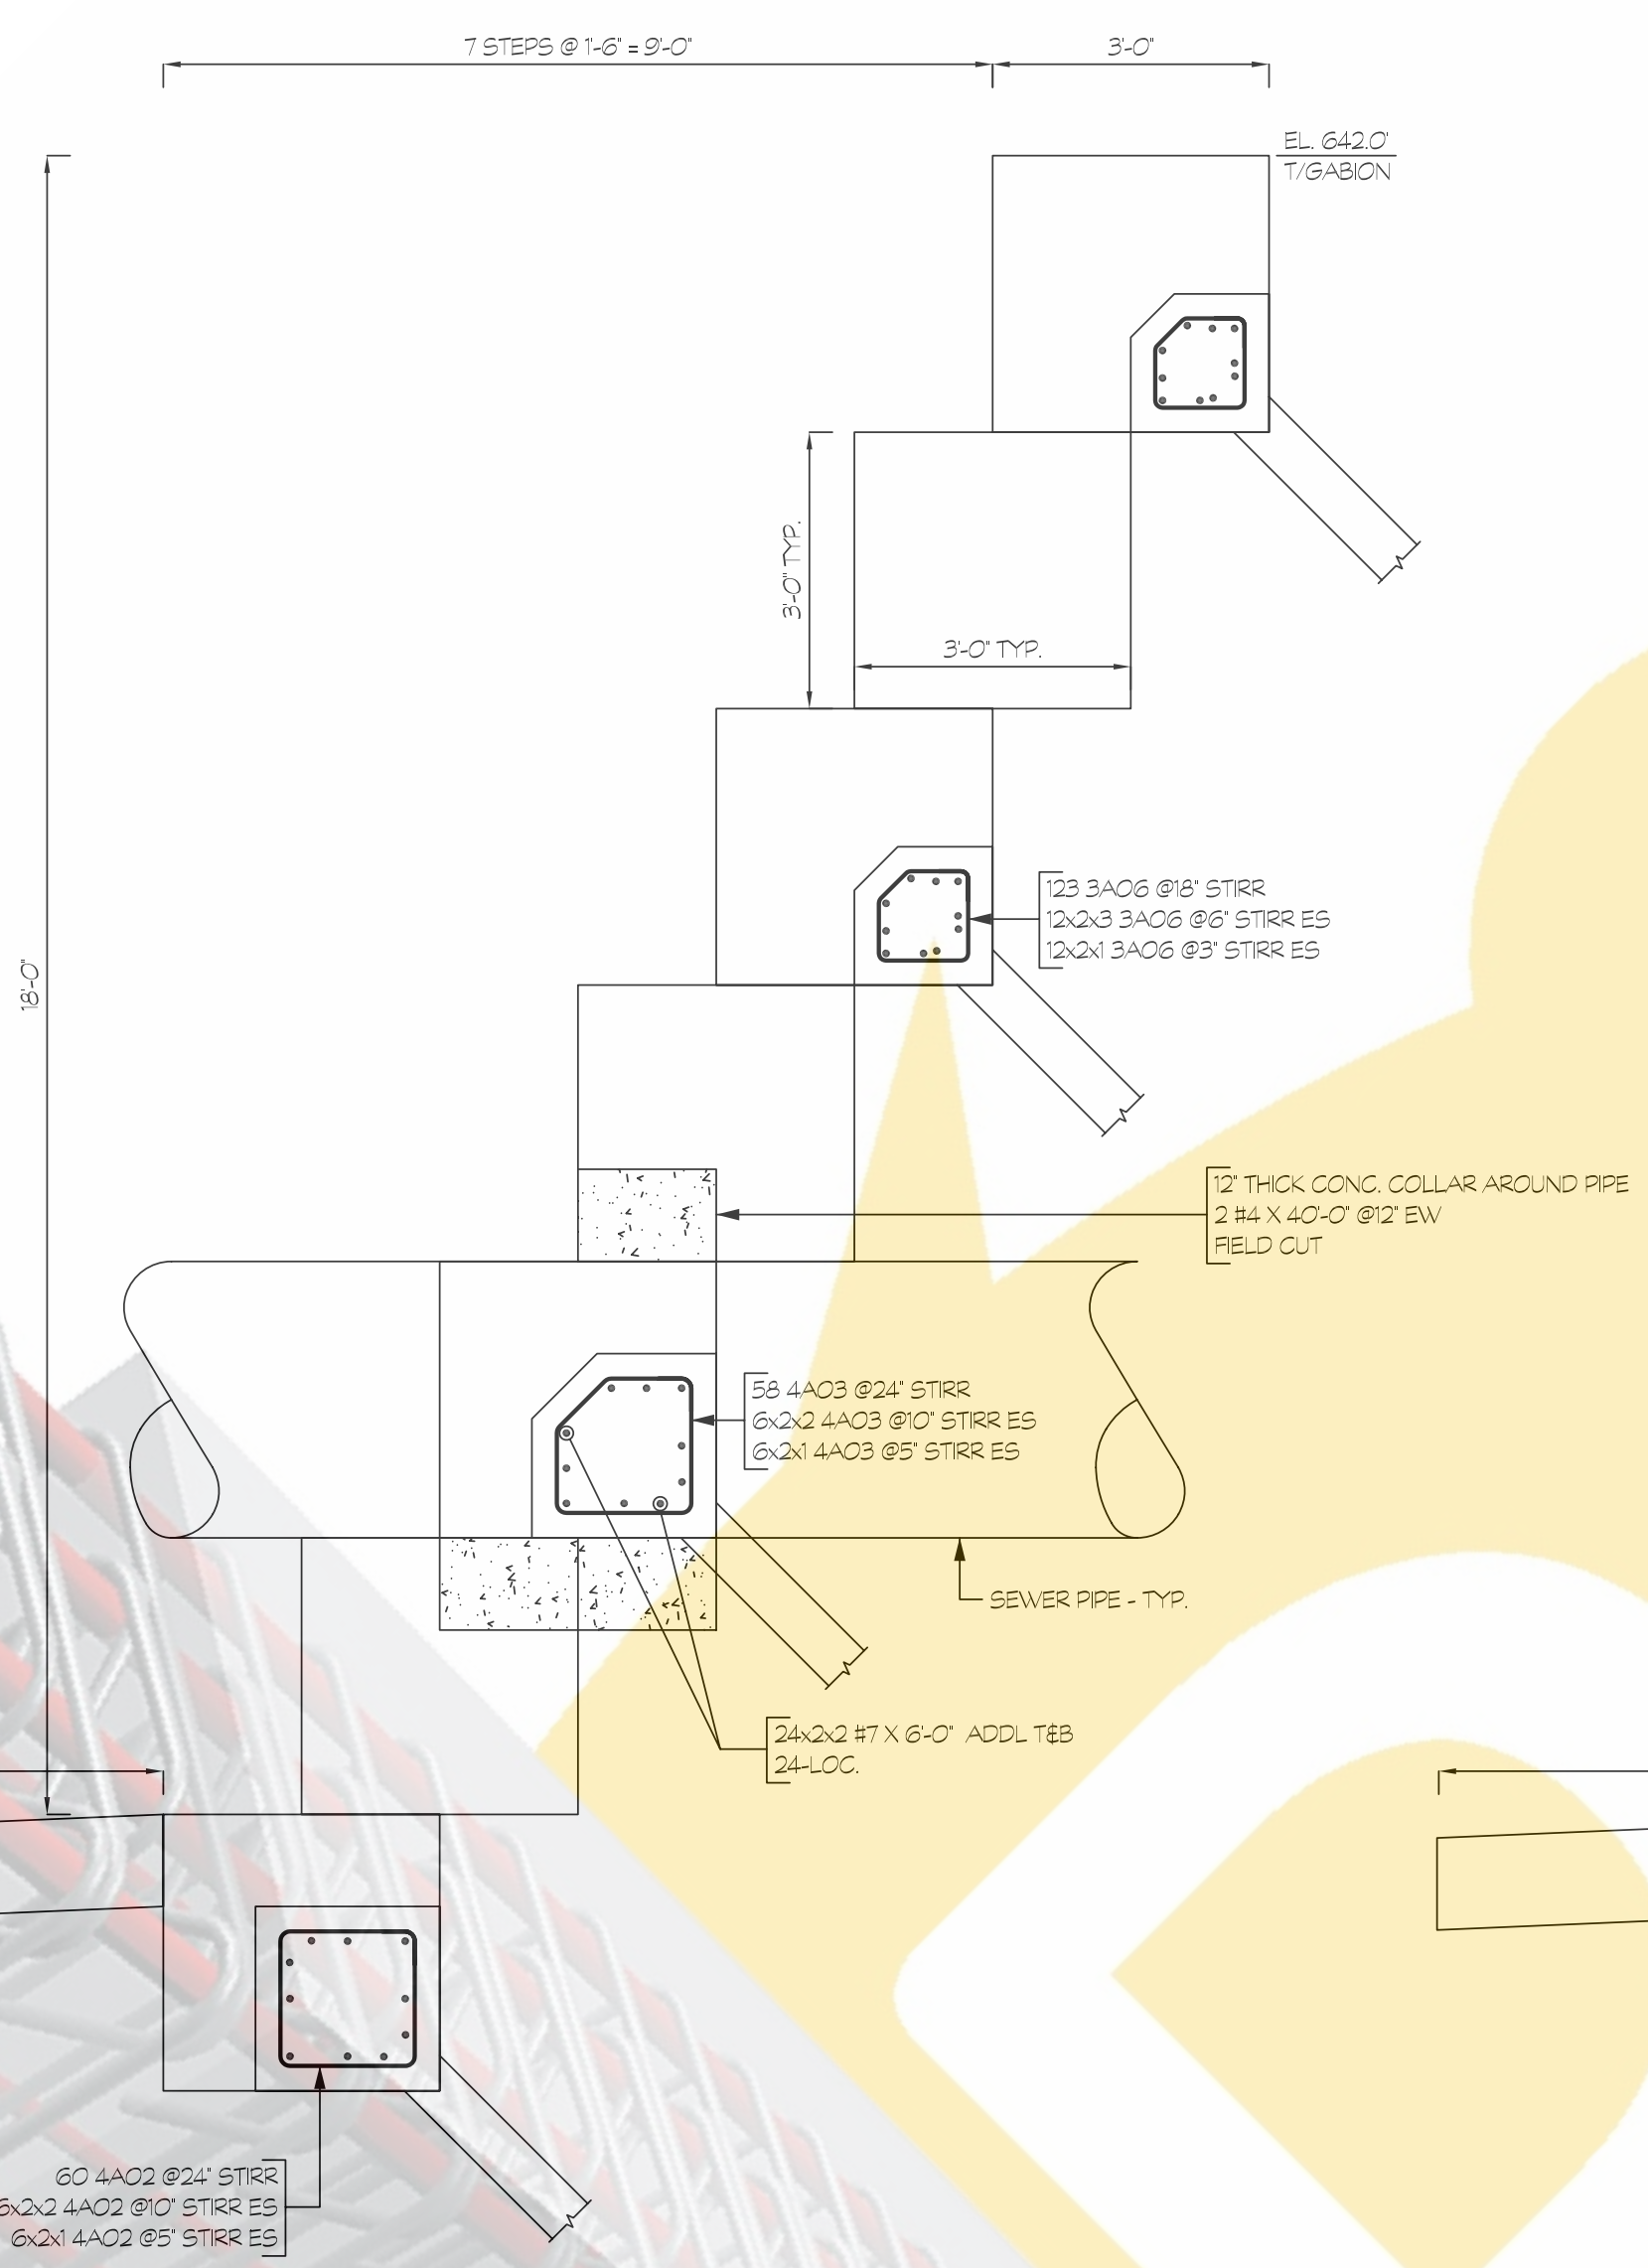 7 STEPS @ 1'-6" = 9'-0"
3'-0"
EL. 642.0'
T/GABION
3'-0" TYP.
3'-0" TYP.
18'-0"
123 3A06 @18" STIRR
12x2x3 3A06 @6" STIRR ES
12x2x1 3A06 @3" STIRR ES
12" THICK CONC. COLLAR AROUND PIPE
2 #4 X 40'-0" @12" EW
FIELD CUT
58 4A03 @24" STIRR
6x2x2 4A03 @10" STIRR ES
6x2x1 4A03 @5" STIRR ES
SEWER PIPE - TYP.
24x2x2 #7 X 6'-0" ADDL T&B
24-LOC.
60 4A02 @24" STIRR
6x2x2 4A02 @10" STIRR ES
6x2x1 4A02 @5" STIRR ES